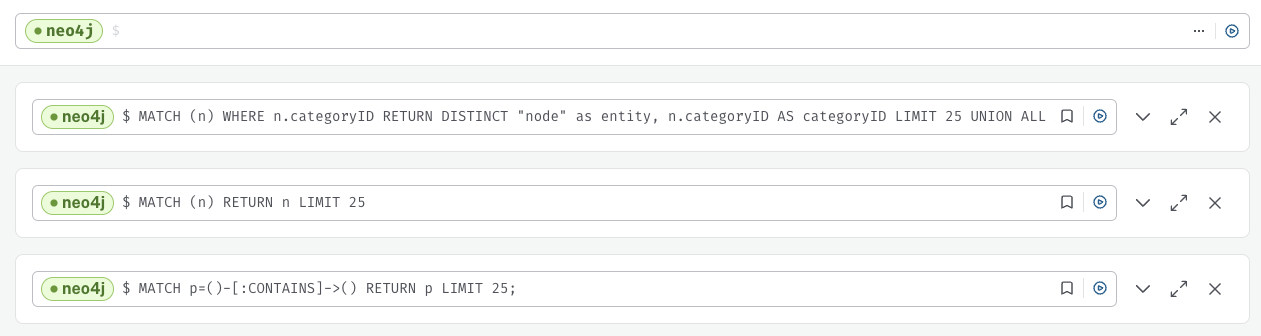 neo4j $
neo4j $ MATCH (n) WHERE n.categoryID RETURN DISTINCT "node" as entity, n.categoryID AS categoryID LIMIT 25 UNION ALL
neo4j $ MATCH (n) RETURN n LIMIT 25
neo4j $ MATCH p=()-[:CONTAINS]->() RETURN p LIMIT 25;